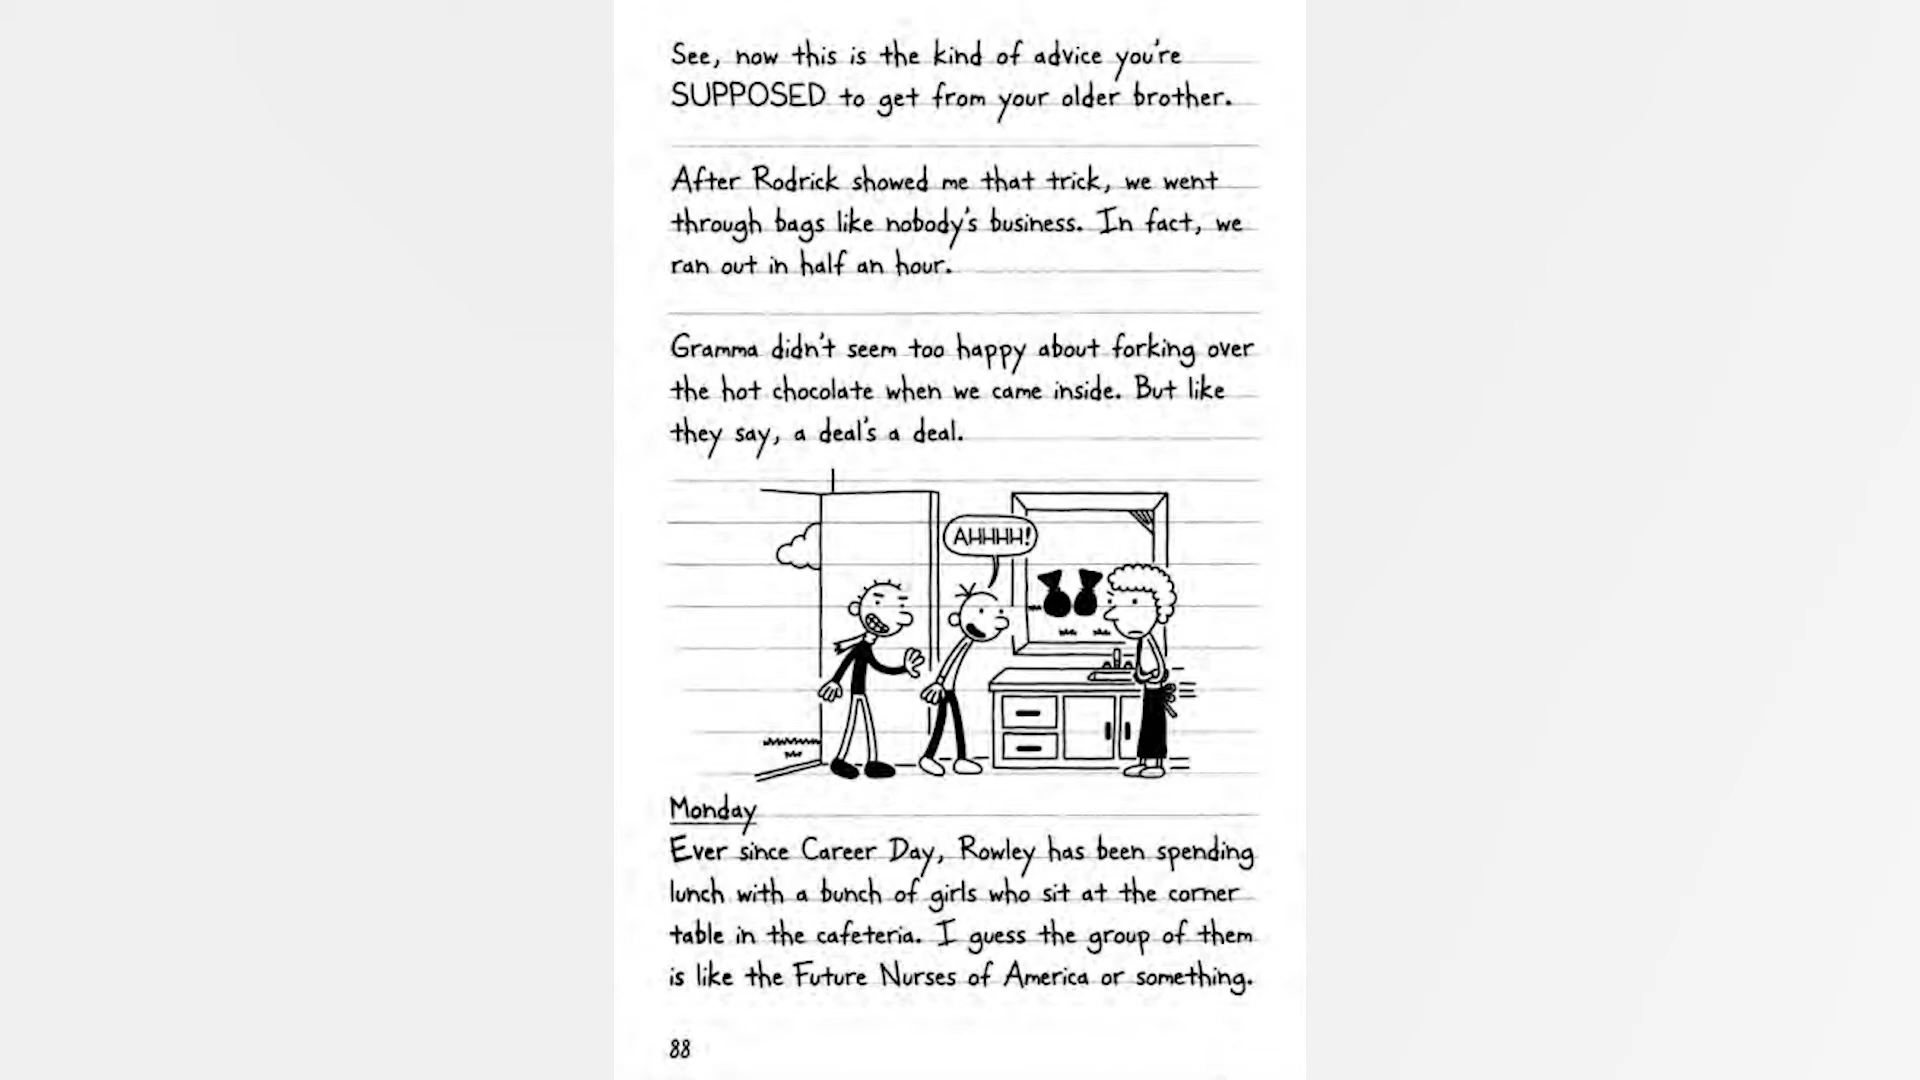 See, now this is the kind of advice you're
SUPPOSED to get from your older brother.
After Rodrick showed me that trick, we went
through bags like nobody's business. In fact, we
ran out in half an hour.
Gramma didn't seem too happy about forking over
the hot chocolate when we came inside. But like
they say, a deal's a deal.
AHHHH!
Monday
Ever since Career Day, Rowley has been spending
lunch with a bunch of girls who sit at the corner
table in the cafeteria. I guess the group of them
is like the Future Nurses of America or something.
88